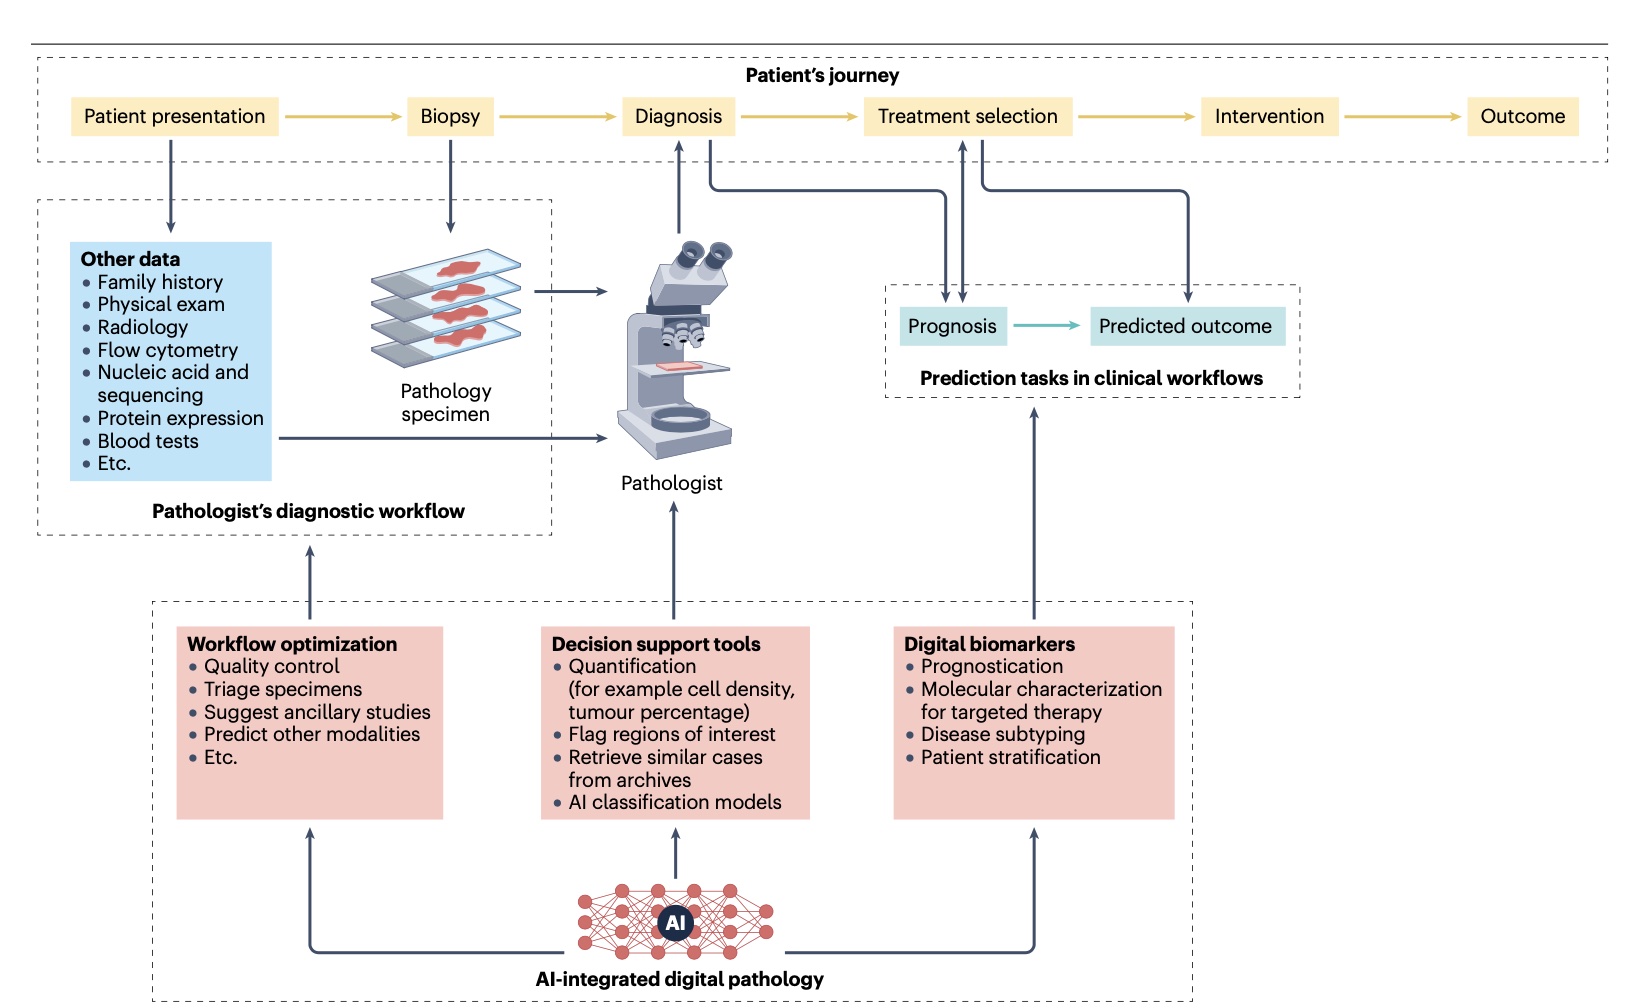 Patient's journey
Patient presentation
Biopsy
Diagnosis
Treatment selection
Intervention
Outcome
Other data
• Family history
• Physical exam
• Radiology
• Flow cytometry
• Nucleic acid and
sequencing
• Protein expression
• Blood tests
• Etc.
Pathology
specimen
Pathologist's diagnostic workflow
Pathologist
Prognosis
Predicted outcome
Prediction tasks in clinical workflows
Workflow optimization
• Quality control
• Triage specimens
• Suggest ancillary studies
• Predict other modalities
• Etc.
Decision support tools
• Quantification
(for example cell density,
tumour percentage)
• Flag regions of interest
• Retrieve similar cases
from archives
• AI classification models
Digital biomarkers
• Prognostication
• Molecular characterization
for targeted therapy
• Disease subtyping
• Patient stratification
AI
AI-integrated digital pathology